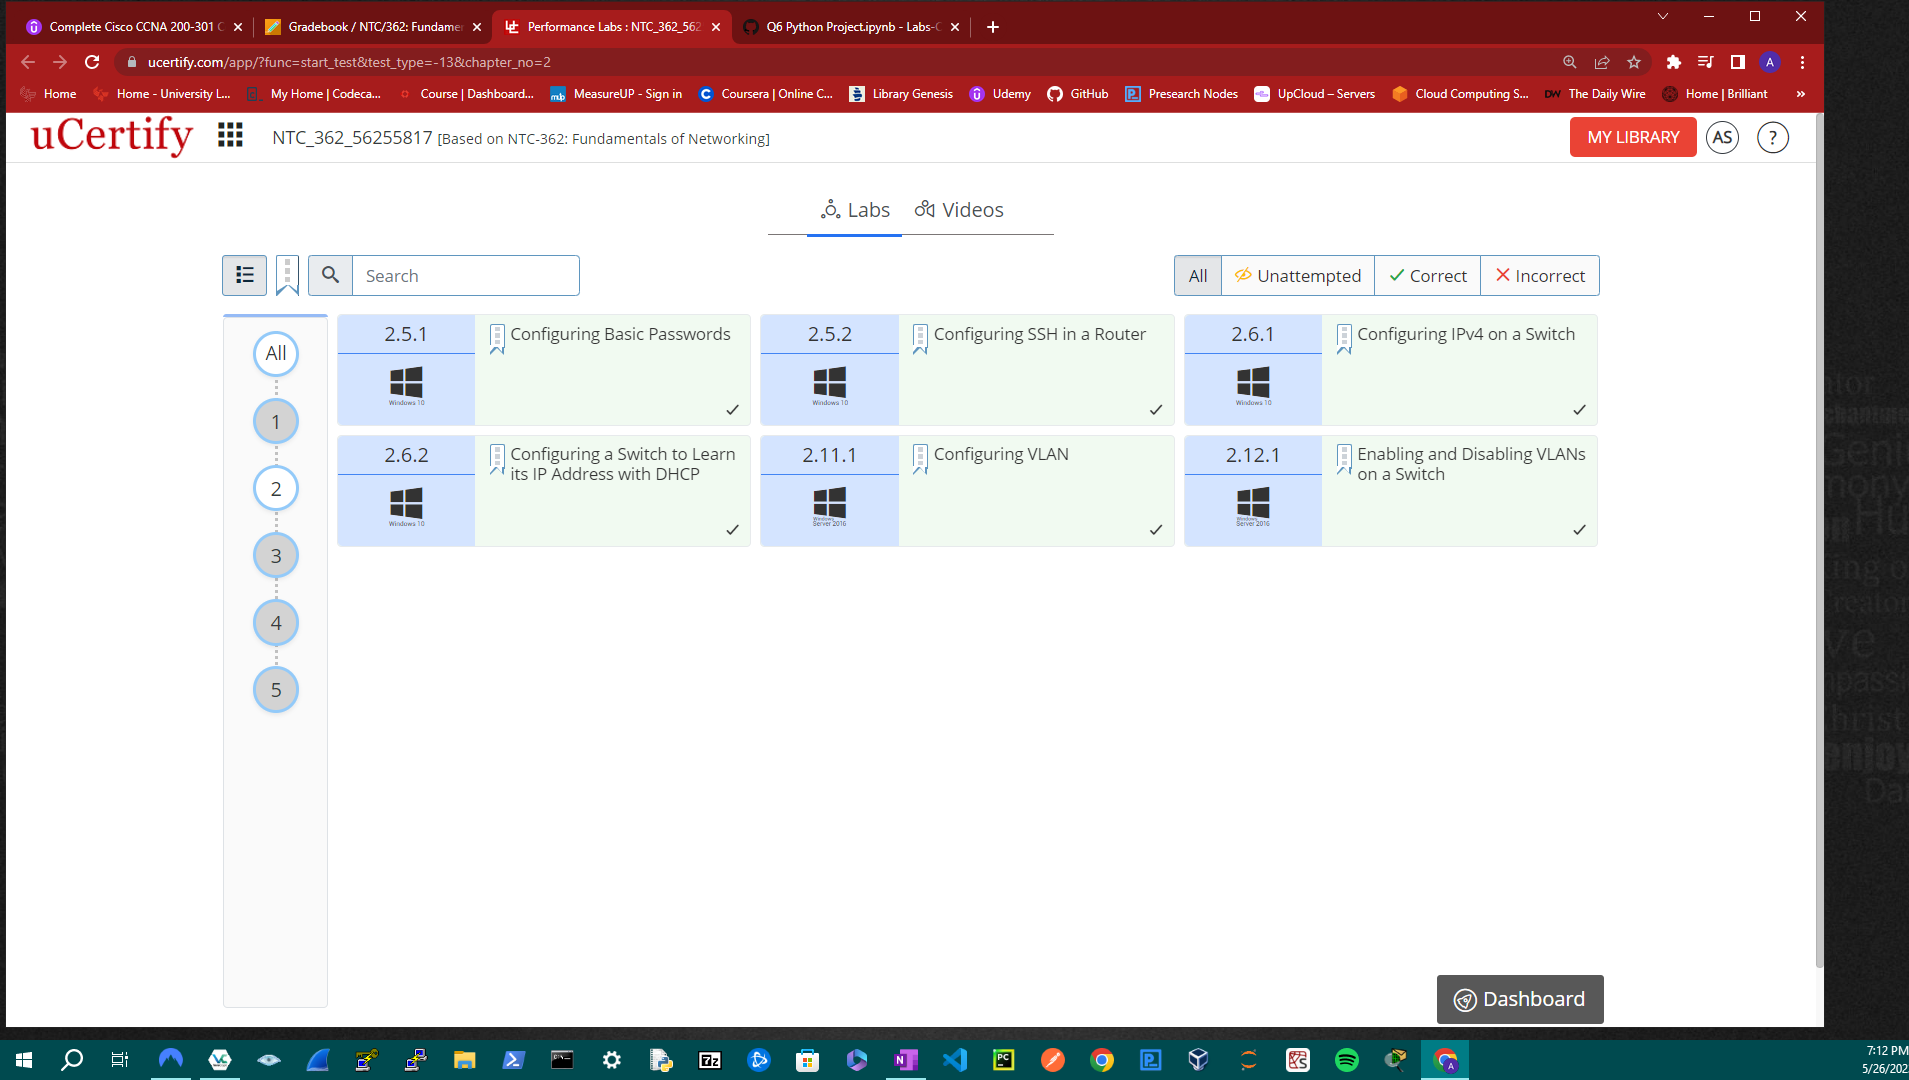 Complete Cisco CCNA 200-301 C
Gradebook / NTC/362: Fundamen
Performance Labs : NTC_362_562
Q6 Python Project.ipynb - Labs-C
ucertify.com/app/?func=start_test&test_type=-13&chapter_no=2
A
Home
Home - University L...
My Home | Codeca...
Course | Dashboard...
mup
MeasureUP - Sign in
Coursera | Online C...
Library Genesis
Udemy
GitHub
Presearch Nodes
UpCloud – Servers
Cloud Computing S...
DW
The Daily Wire
Home | Brilliant
»
uCertify
NTC_362_56255817 [Based on NTC-362: Fundamentals of Networking]
MY LIBRARY
AS
?
Labs
Videos
Search
All
Unattempted
Correct
Incorrect
All
1
2
3
4
5
2.5.1
Windows 10
Configuring Basic Passwords
2.5.2
Windows 10
Configuring SSH in a Router
2.6.1
Windows 10
Configuring IPv4 on a Switch
2.6.2
Windows 10
Configuring a Switch to Learn
its IP Address with DHCP
2.11.1
Windows
Server 2016
Configuring VLAN
2.12.1
Windows
Server 2016
Enabling and Disabling VLANs
on a Switch
Dashboard
7:12 PM
5/26/202